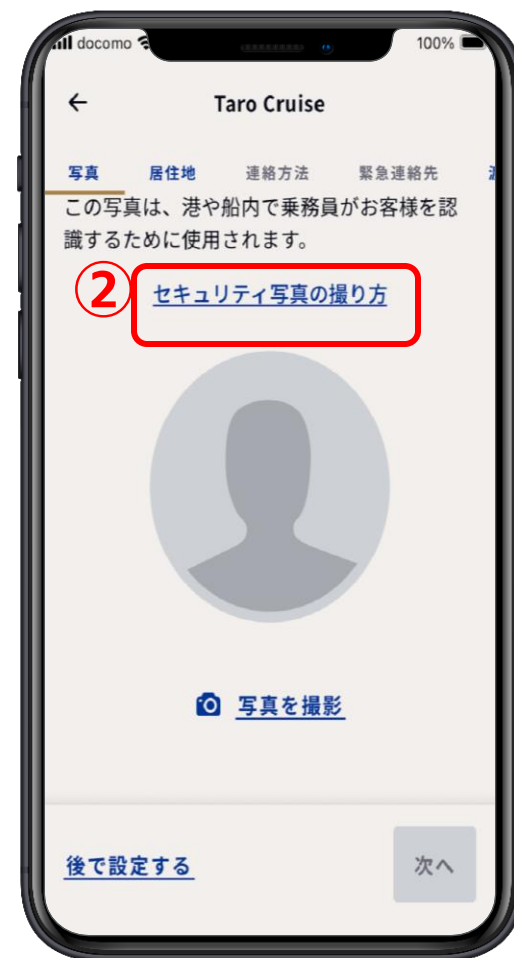 docomo 100%
← Taro Cruise
写真 居住地 連絡方法 緊急連絡先
この写真は、港や船内で乗務員がお客様を認
識するために使用されます。
② セキュリティ写真の撮り方
写真を撮影
後で設定する 次へ